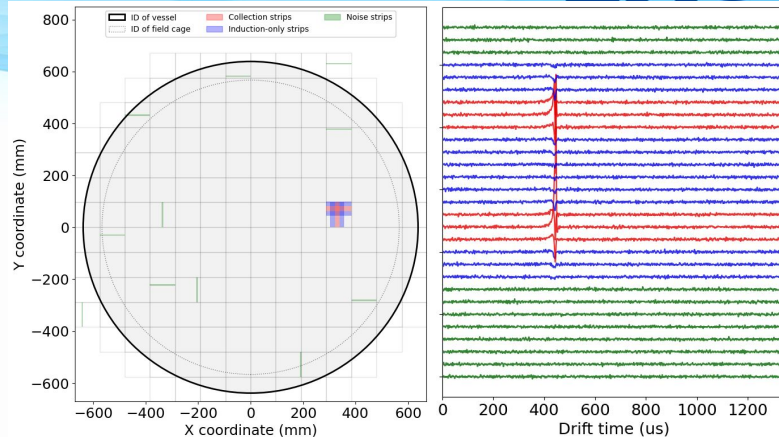 ID of vessel
ID of field cage
Collection strips
Induction-only strips
Noise strips
800
600
400
200
0
−200
−400
−600
Y coordinate (mm)
−600 −400 −200 0 200 400 600
X coordinate (mm)
0 200 400 600 800 1000 1200
Drift time (us)